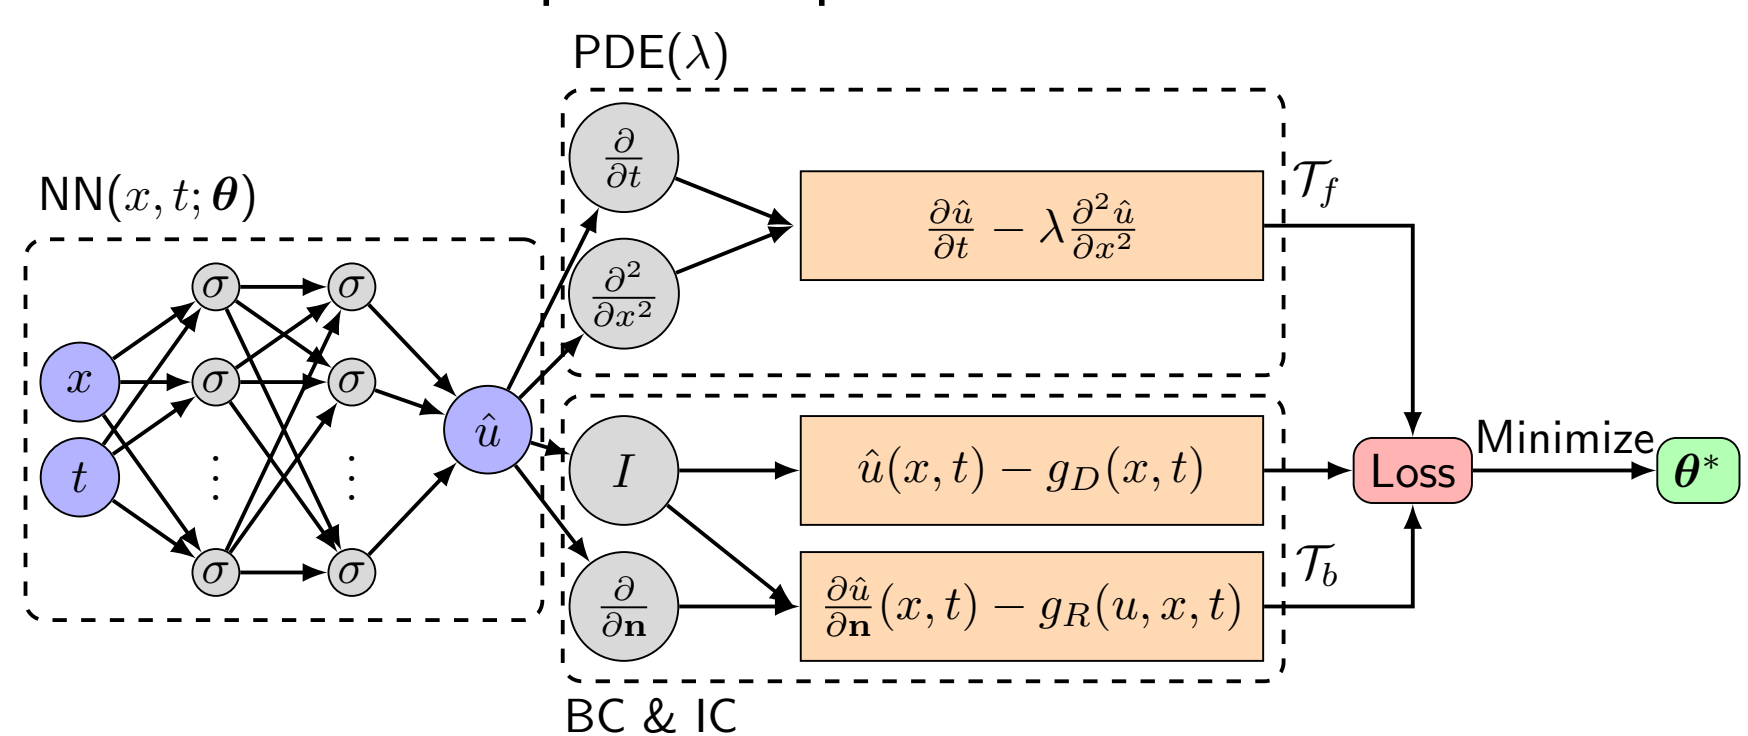 PDE(λ)
∂/∂t
∂û/∂t − λ ∂²û/∂x²
𝒯_f
∂²/∂x²
NN(x, t; θ)
σ σ
x σ σ
t ⋮ ⋮
σ σ
û
I
û(x, t) − g_D(x, t)
Loss
Minimize
θ*
∂/∂n
∂û/∂n(x, t) − g_R(u, x, t)
𝒯_b
BC & IC